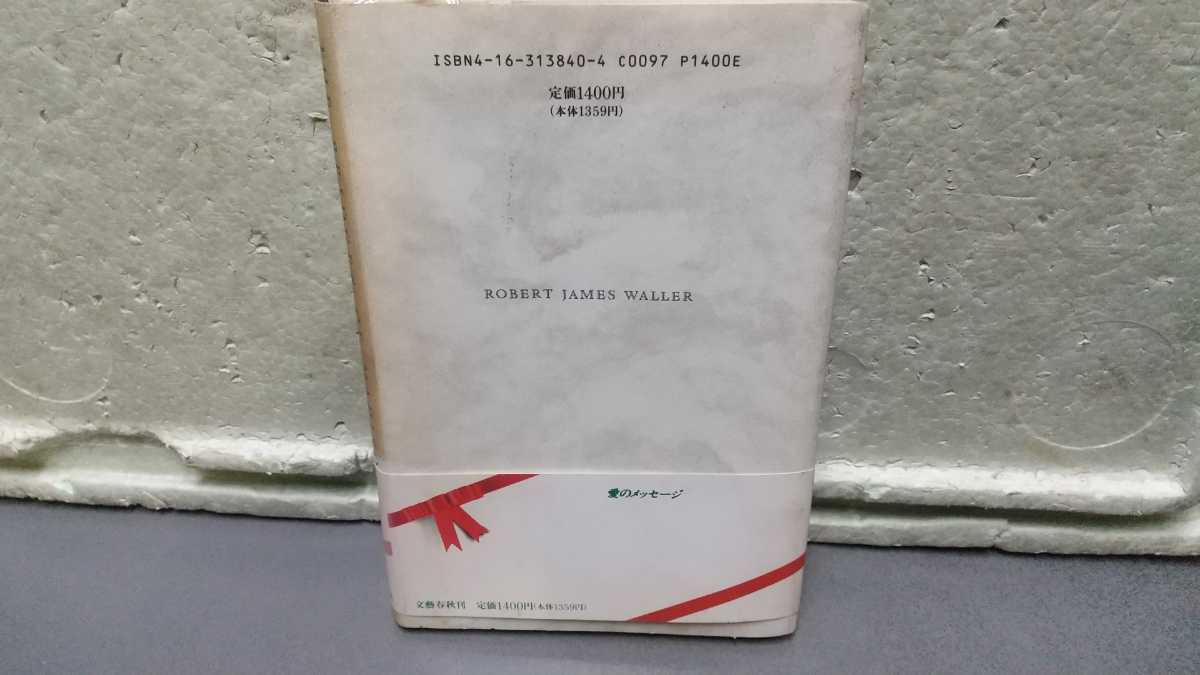 ISBN4-16-313840-4 C0097 P1400E
定価1400円
(本体1359円)
ROBERT JAMES WALLER
愛のメッセージ
文藝春秋刊 定価1400円(本体1359円)